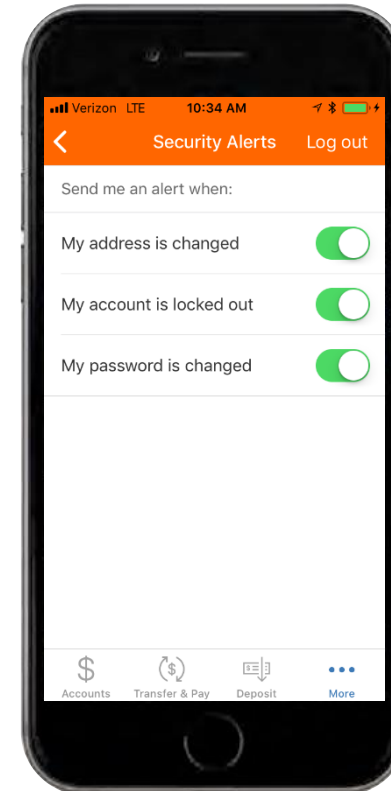 Verizon LTE 10:34 AM
Security Alerts Log out
Send me an alert when:
My address is changed
My account is locked out
My password is changed
$
Accounts Transfer & Pay Deposit More